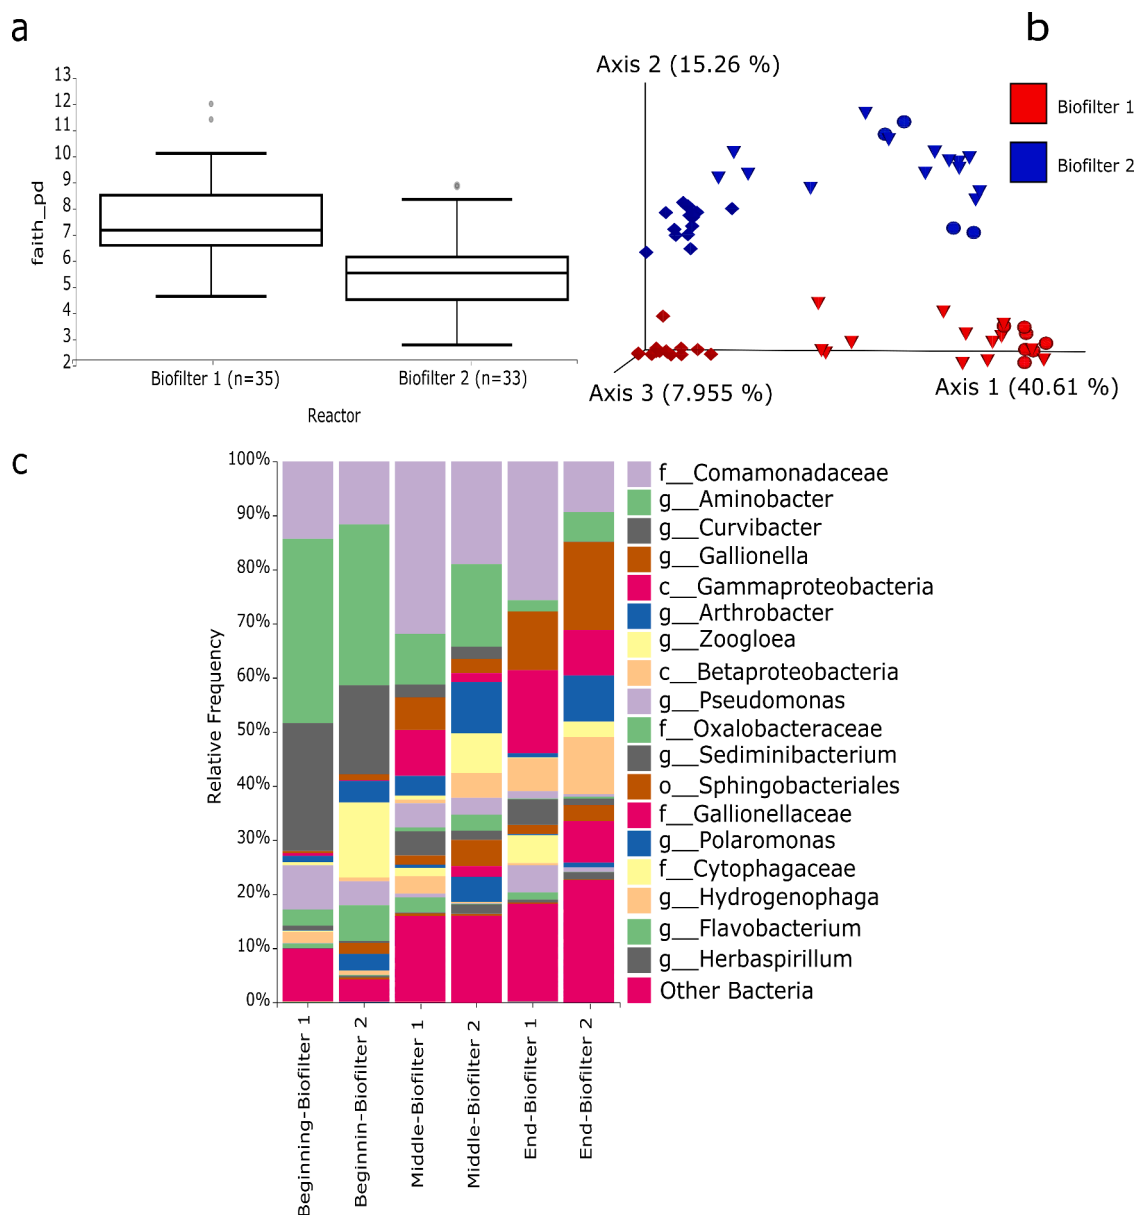 a
b
13
12
11
10
9
8
7
6
5
4
3
2
faith_pd
Biofilter 1 (n=35)
Biofilter 2 (n=33)
Reactor
Axis 2 (15.26 %)
Axis 3 (7.955 %)
Axis 1 (40.61 %)
Biofilter 1
Biofilter 2
c
100%
90%
80%
70%
60%
50%
40%
30%
20%
10%
0%
Relative Frequency
Beginning-Biofilter 1
Beginnin-Biofilter 2
Middle-Biofilter 1
Middle-Biofilter 2
End-Biofilter 1
End-Biofilter 2
f__Comamonadaceae
g__Aminobacter
g__Curvibacter
g__Gallionella
c__Gammaproteobacteria
g__Arthrobacter
g__Zoogloea
c__Betaproteobacteria
g__Pseudomonas
f__Oxalobacteraceae
g__Sediminibacterium
o__Sphingobacteriales
f__Gallionellaceae
g__Polaromonas
f__Cytophagaceae
g__Hydrogenophaga
g__Flavobacterium
g__Herbaspirillum
Other Bacteria